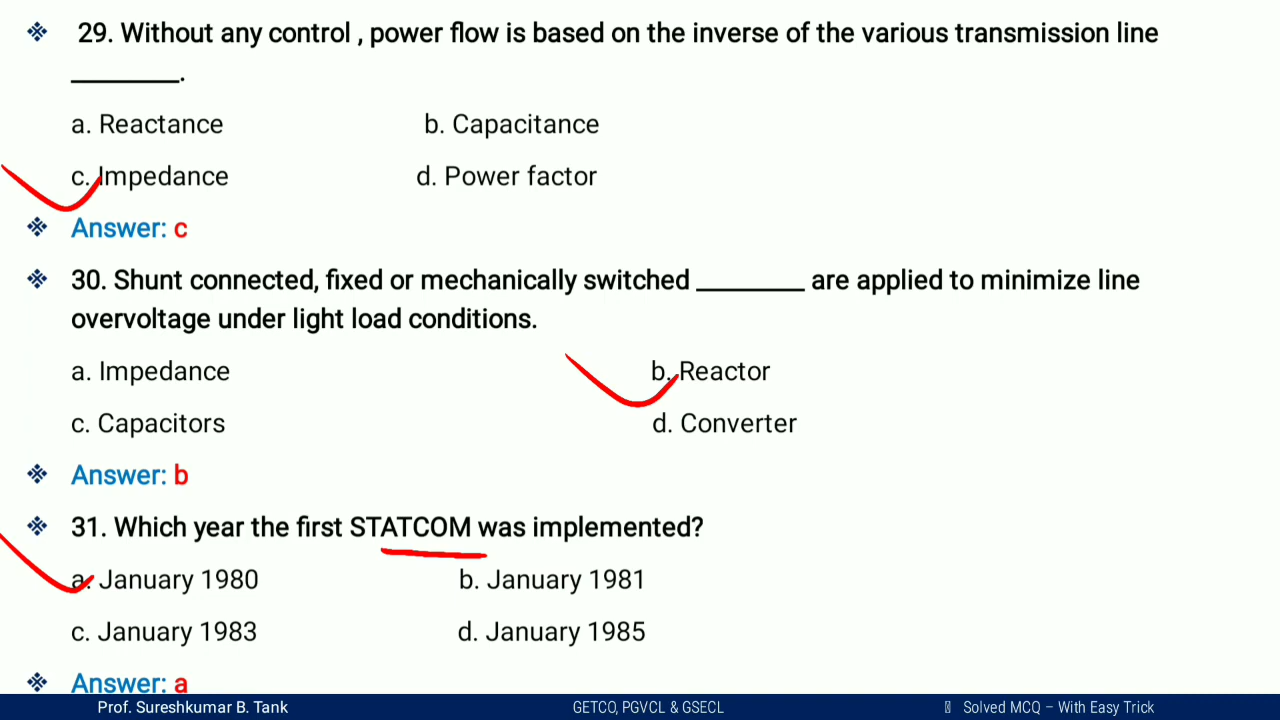 29. Without any control , power flow is based on the inverse of the various transmission line
________.
a. Reactance b. Capacitance
c. Impedance d. Power factor
Answer: c
30. Shunt connected, fixed or mechanically switched ________ are applied to minimize line
overvoltage under light load conditions.
a. Impedance b. Reactor
c. Capacitors d. Converter
Answer: b
31. Which year the first STATCOM was implemented?
a. January 1980 b. January 1981
c. January 1983 d. January 1985
Answer: a
Prof. Sureshkumar B. Tank GETCO, PGVCL & GSECL Solved MCQ – With Easy Trick